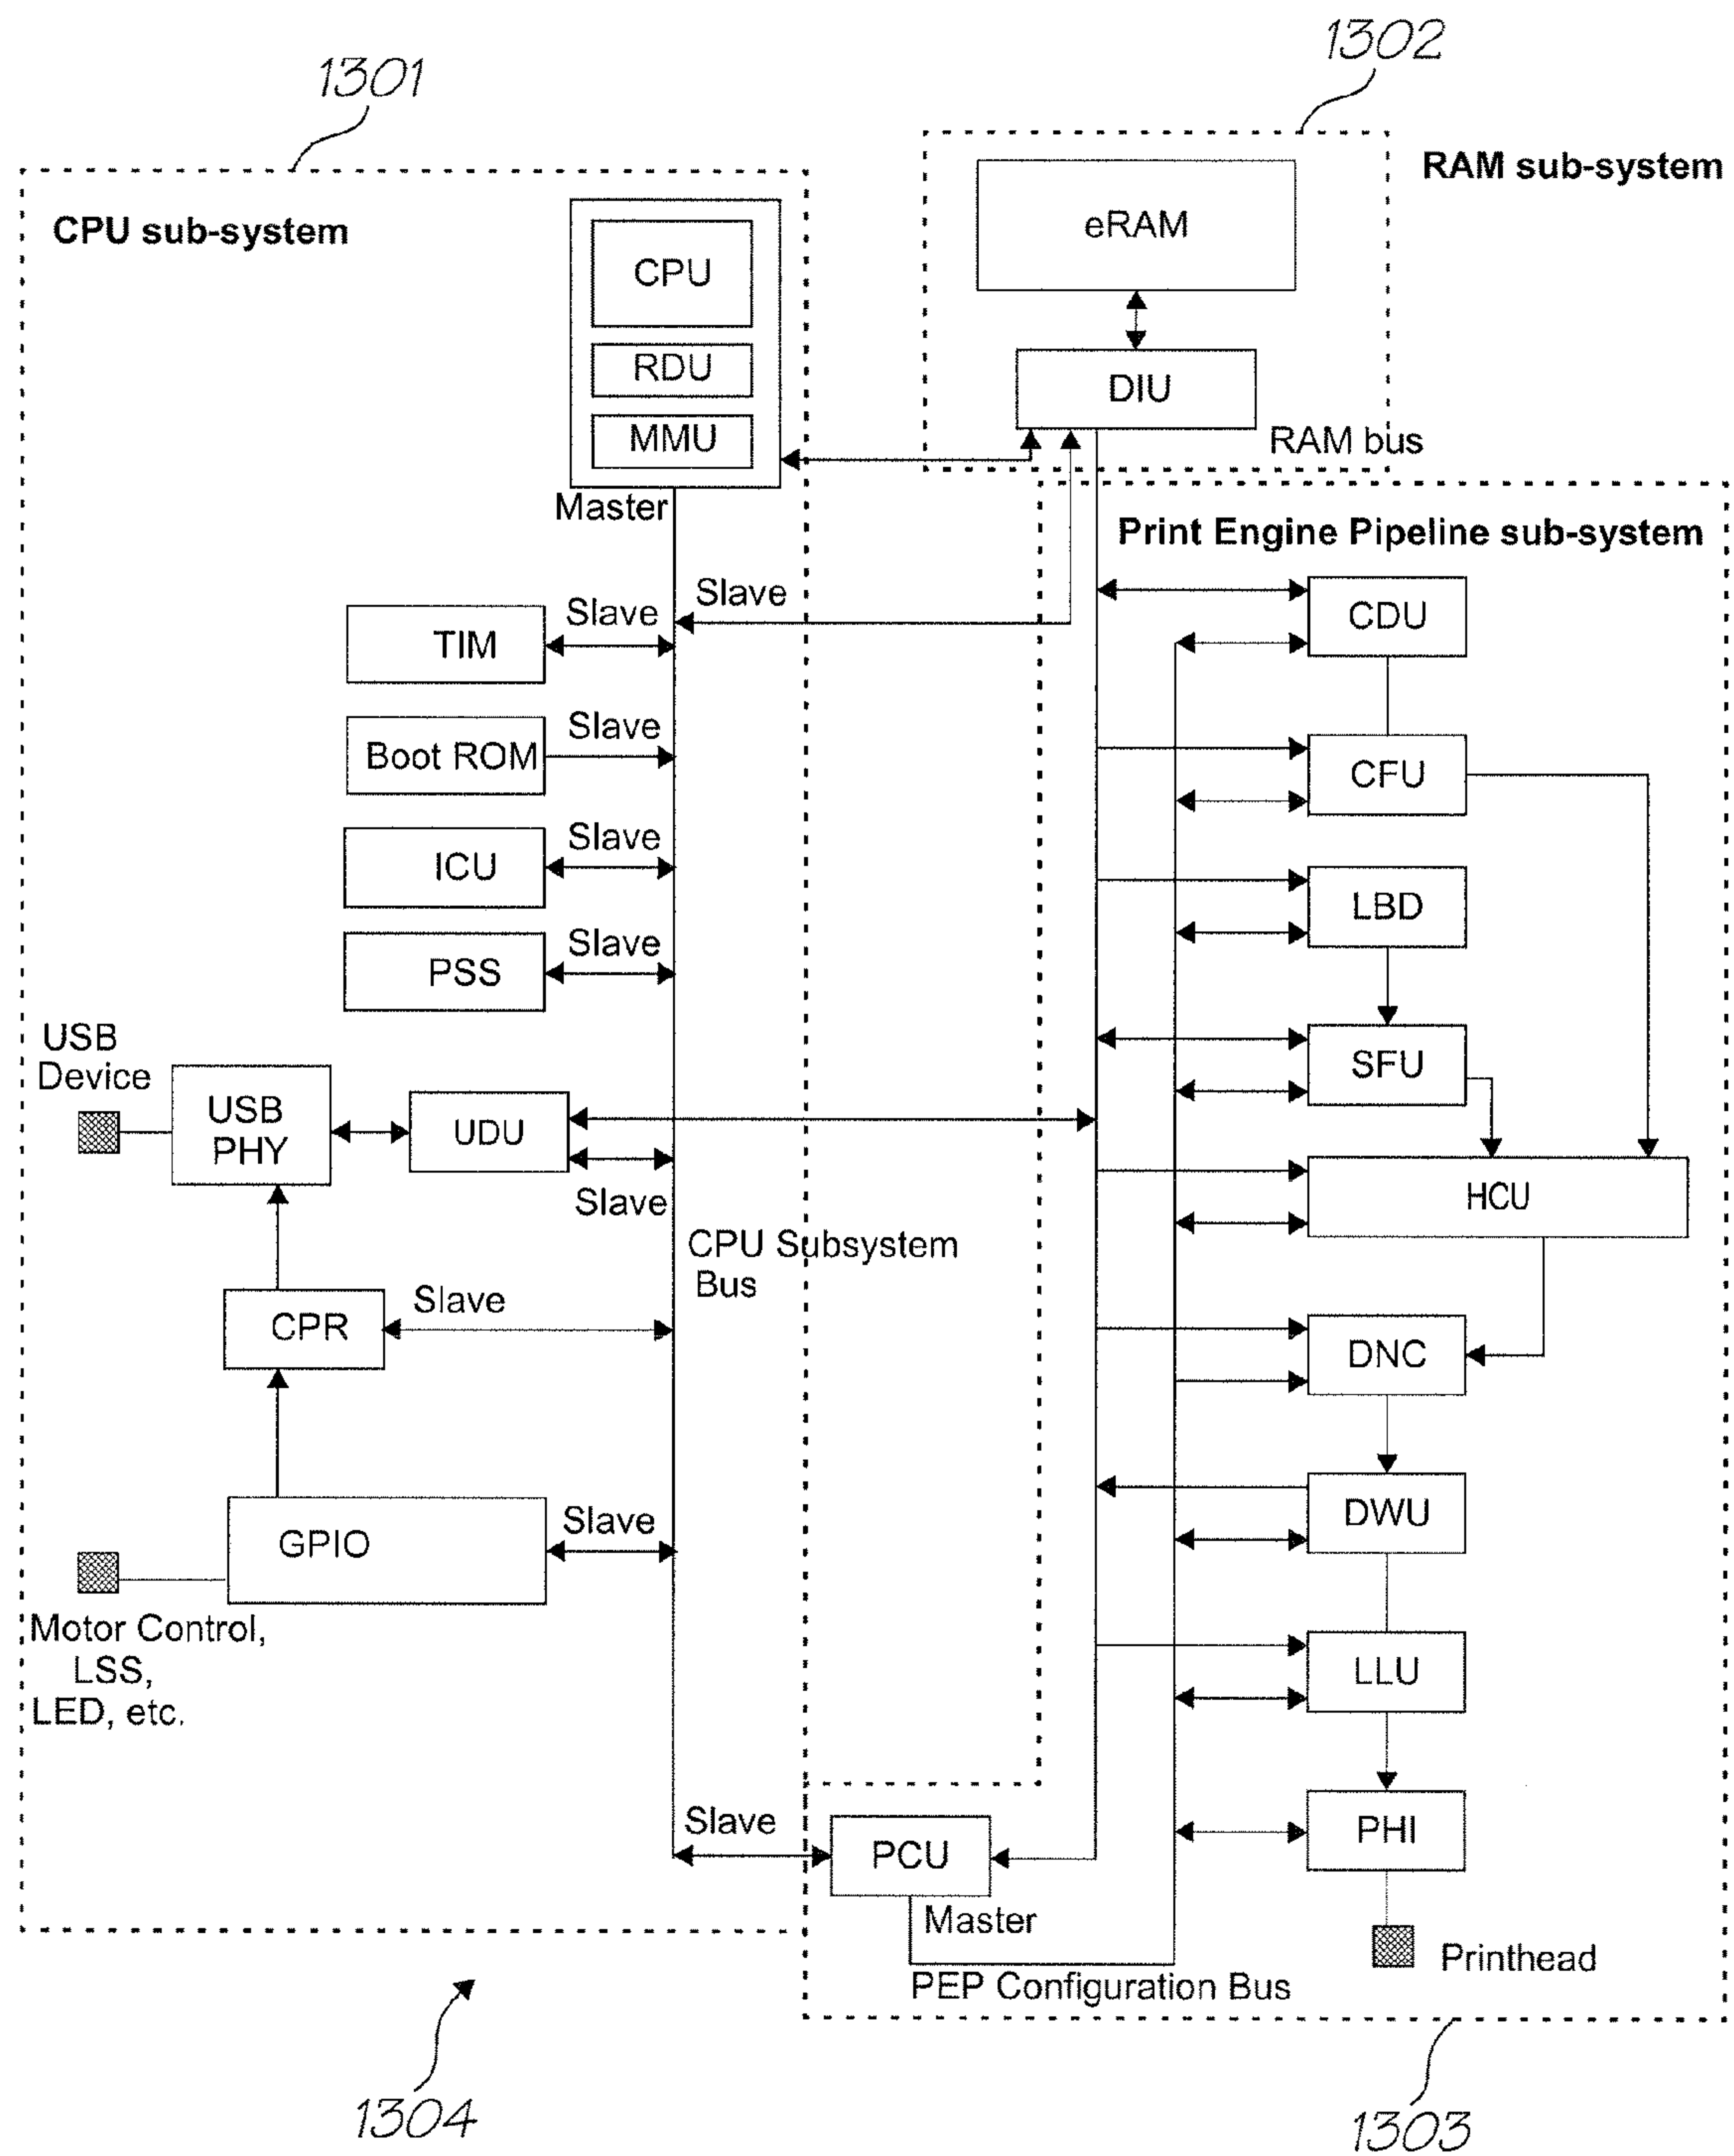 1301
1302
RAM sub-system
CPU sub-system
CPU
RDU
MMU
Master
eRAM
DIU
RAM bus
Print Engine Pipeline sub-system
Slave
Slave
TIM
Slave
Boot ROM
Slave
ICU
Slave
PSS
USB
Device
USB
PHY
UDU
Slave
CPU Subsystem
Bus
Slave
CPR
Slave
GPIO
Motor Control,
LSS,
LED, etc.
CDU
CFU
LBD
SFU
HCU
DNC
DWU
LLU
PHI
Slave
PCU
Master
Printhead
PEP Configuration Bus
1304
1303